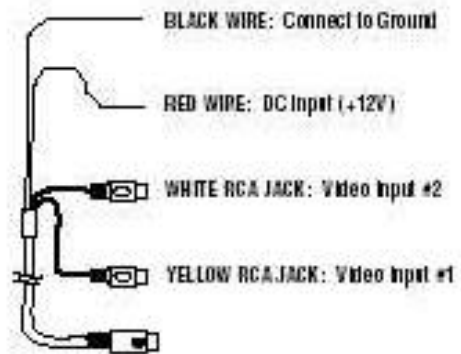 BLACK WIRE: Connect to Ground
RED WIRE: DC Input (+12V)
WHITE RCA JACK: Video Input #2
YELLOW RCA JACK: Video Input #1